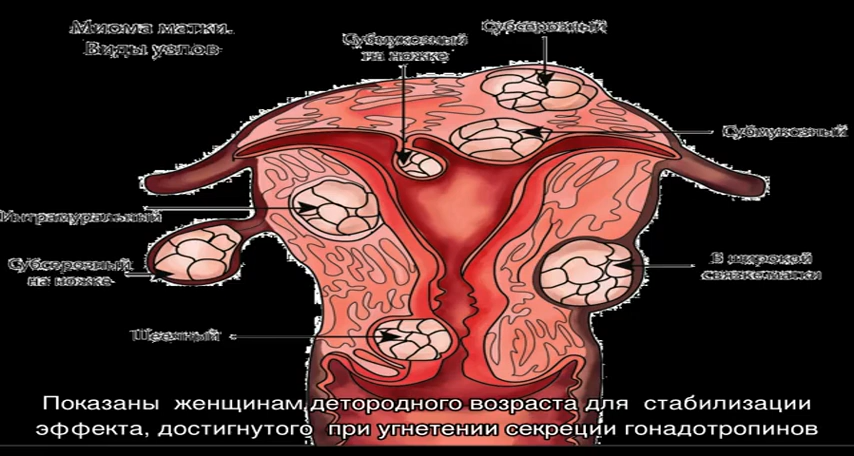 Миома матки.
Виды узлов
Субмукозный
на ножке
Субсерозный
Субмукозный
Интрамуральный
Субсерозный
на ножке
В широкой
связке матки
Шеечный
Показаны женщинам детородного возраста для стабилизации
эффекта, достигнутого при угнетении секреции гонадотропинов